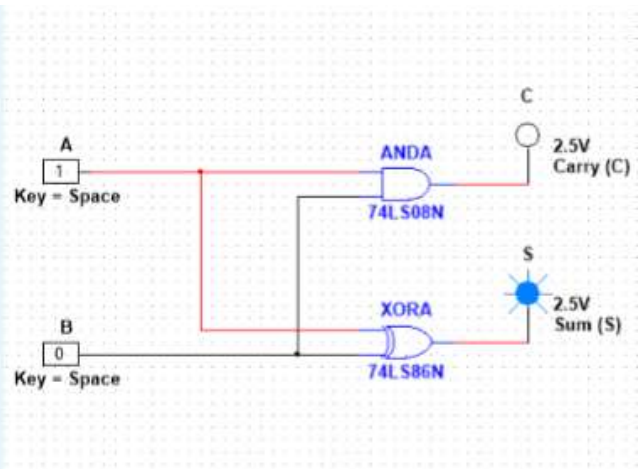 C
A
1
Key = Space
ANDA
74LS08N
2.5V
Carry (C)
S
XORA
74LS86N
2.5V
Sum (S)
B
0
Key = Space